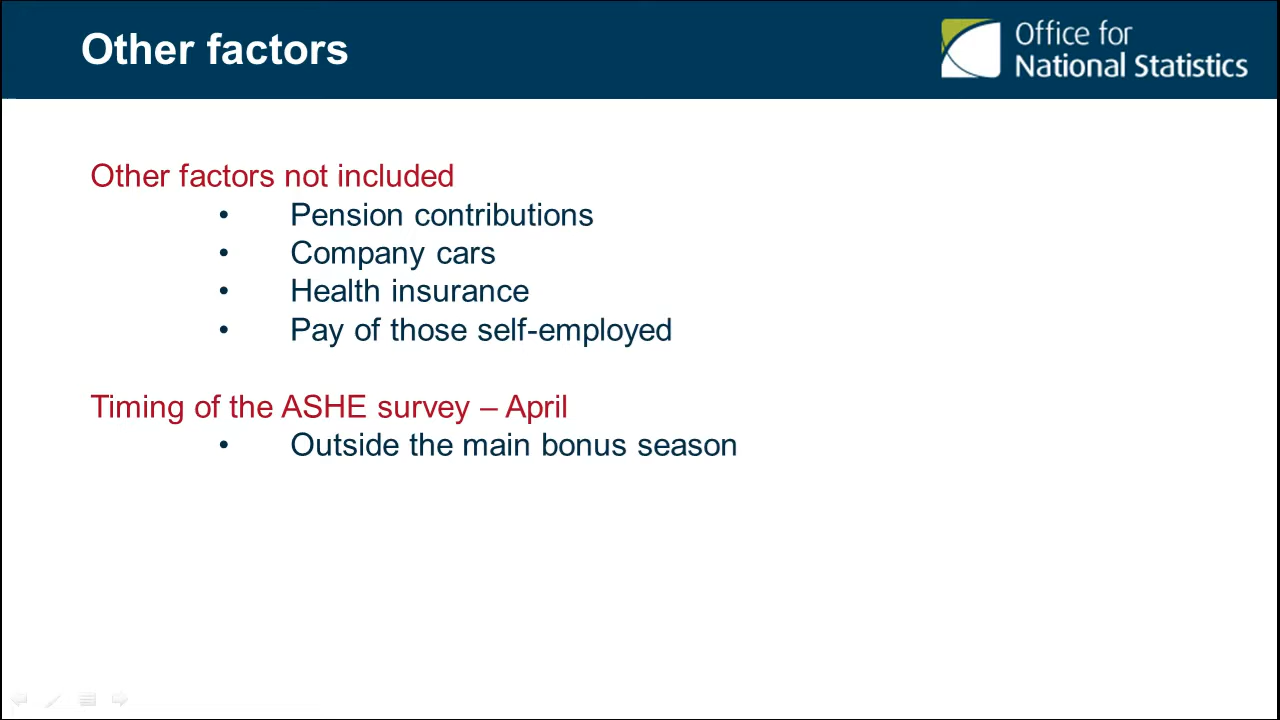 Other factors
Office for
National Statistics
Other factors not included
• Pension contributions
• Company cars
• Health insurance
• Pay of those self-employed
Timing of the ASHE survey – April
• Outside the main bonus season